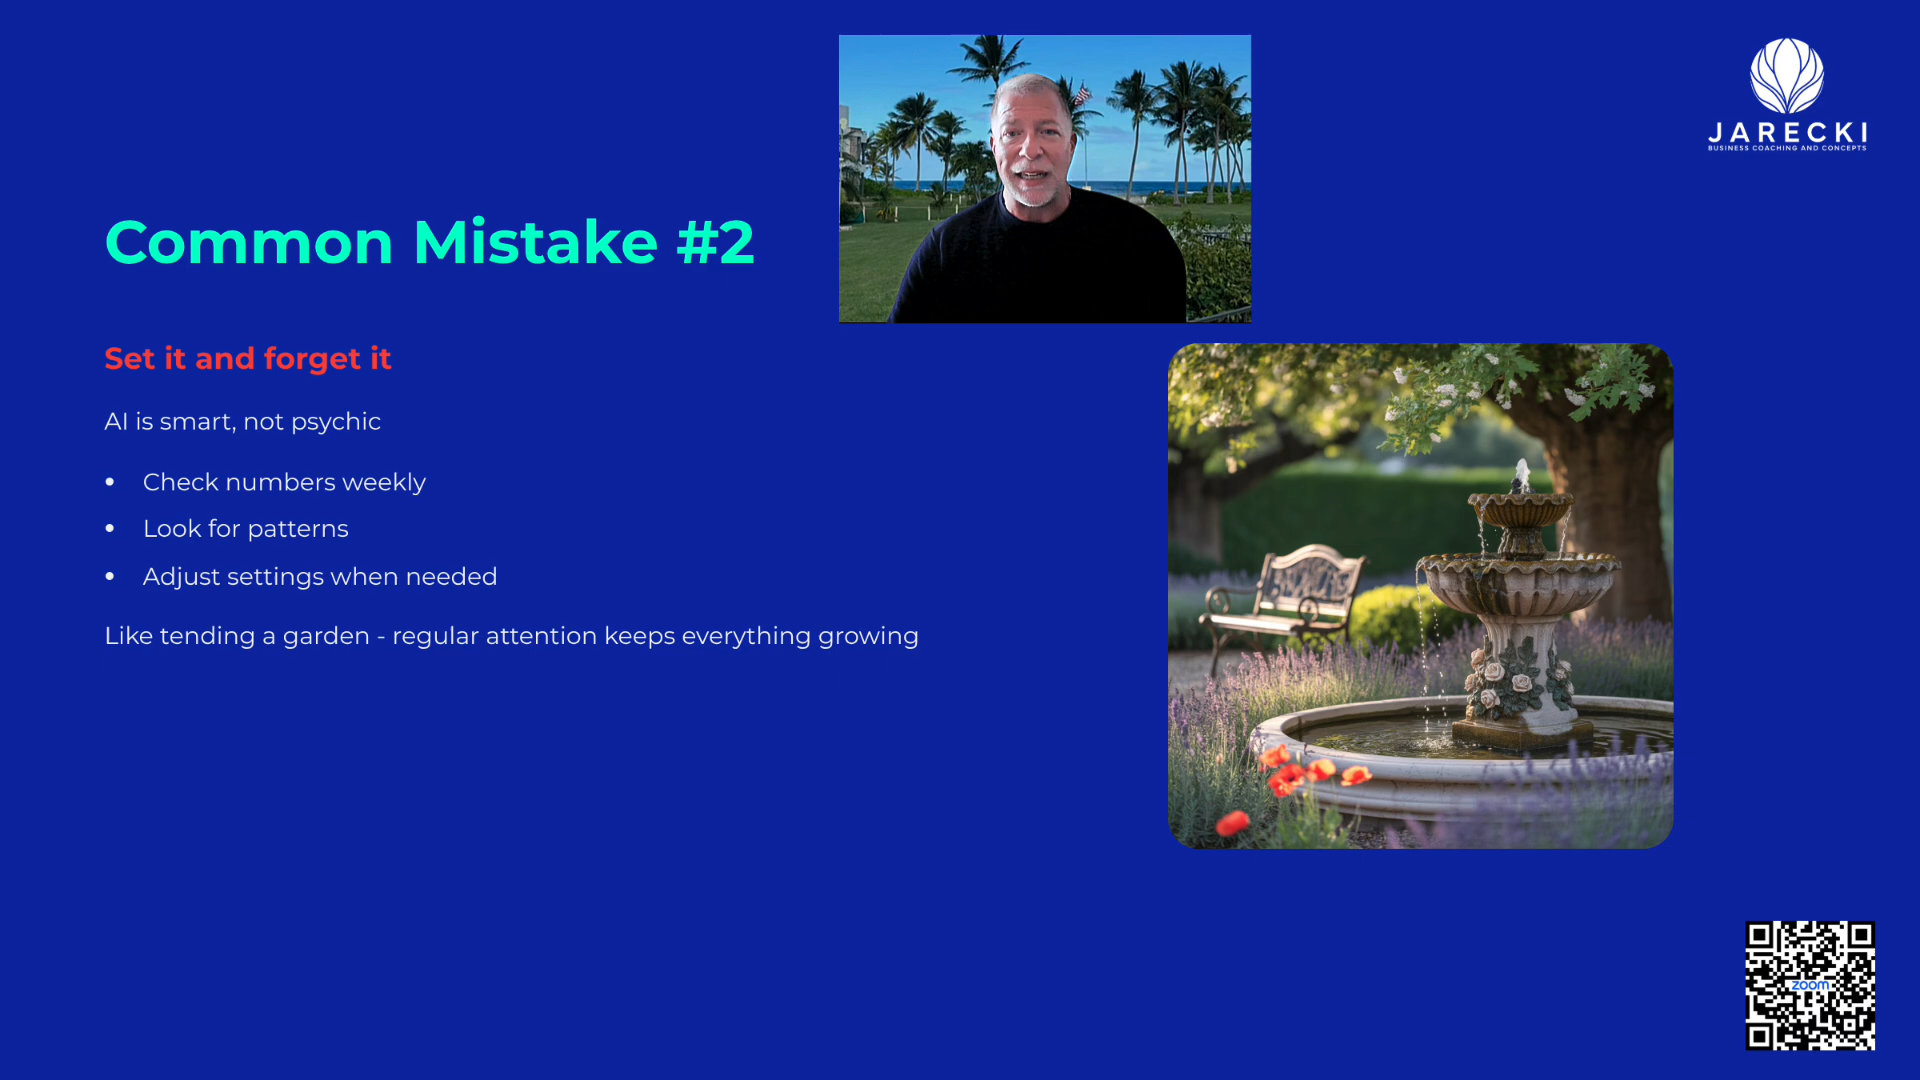 JARECKI
BUSINESS COACHING AND CONCEPTS
Common Mistake #2
Set it and forget it
AI is smart, not psychic
• Check numbers weekly
• Look for patterns
• Adjust settings when needed
Like tending a garden - regular attention keeps everything growing
zoom